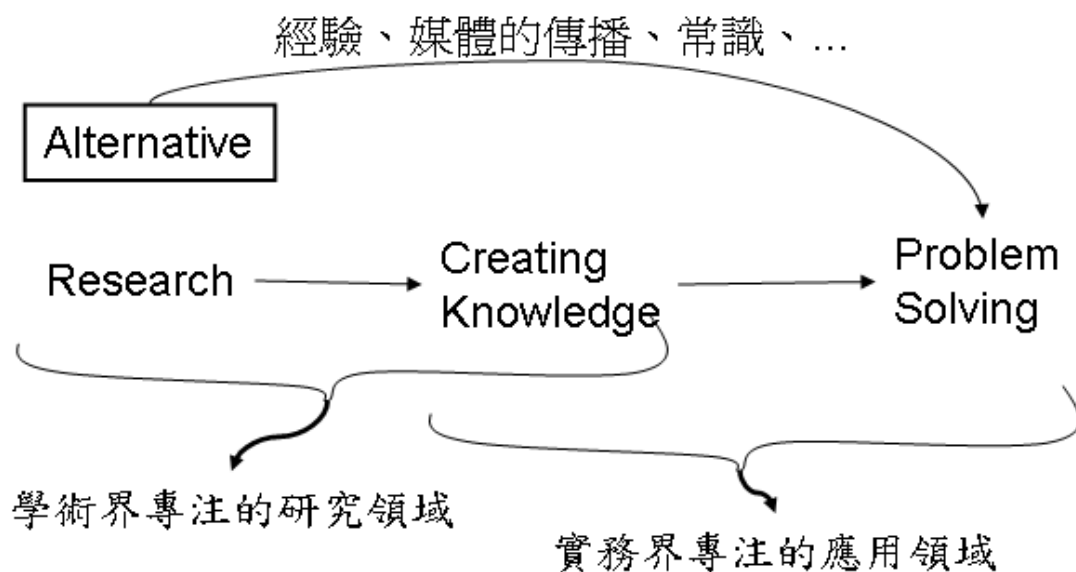 經驗、媒體的傳播、常識、…
Alternative
Research
Creating
Knowledge
Problem
Solving
學術界專注的研究領域
實務界專注的應用領域